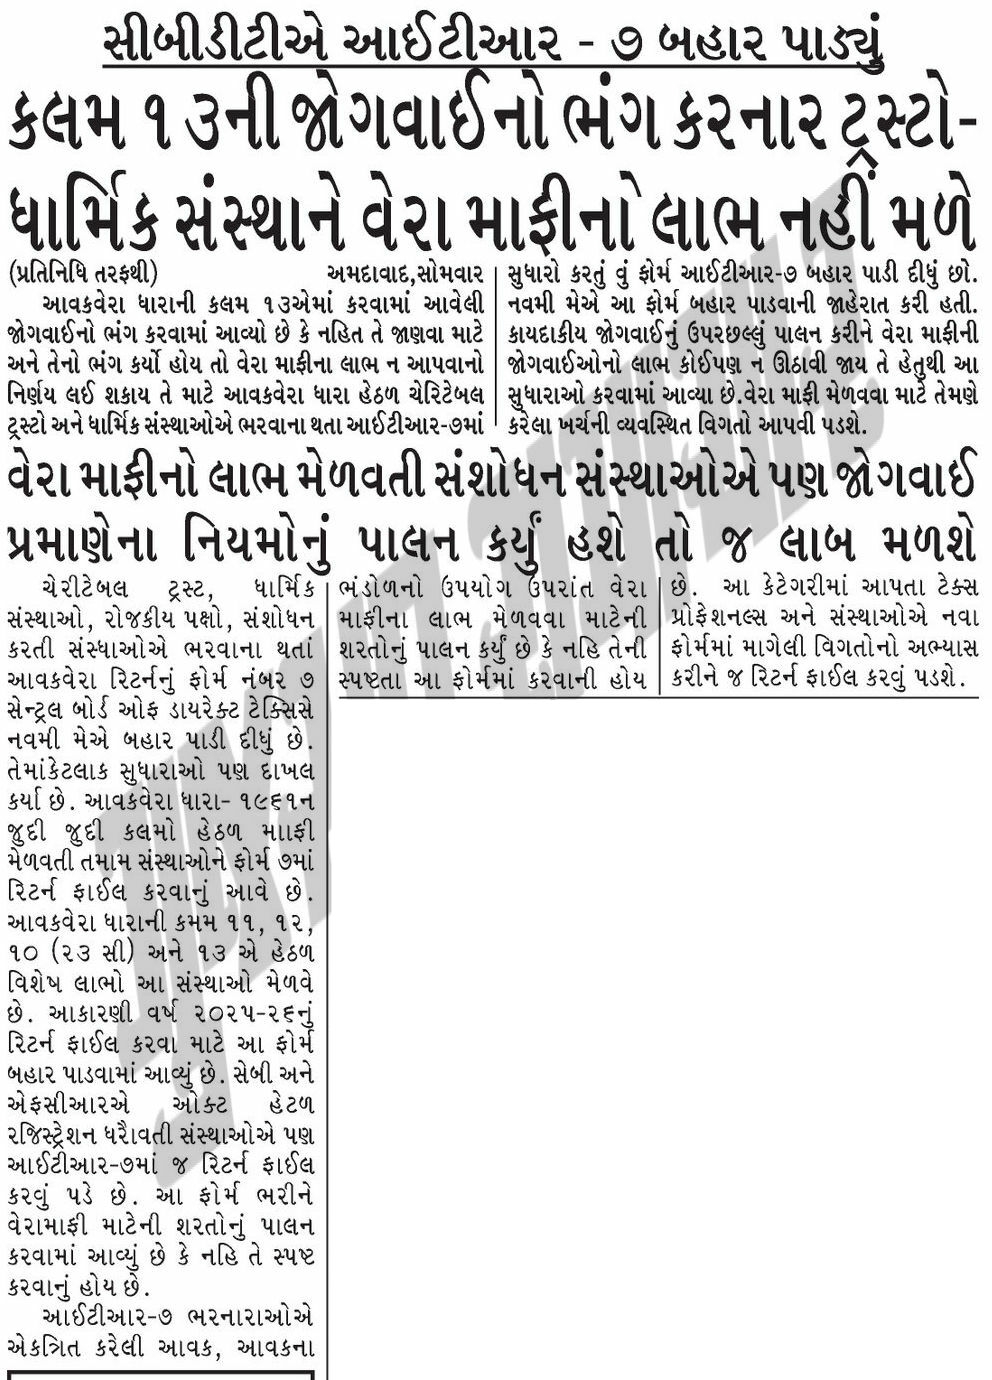 સીબીડીટીએ આઈટીઆર - ૭ બહાર પાડ્યું
કલમ ૧૩ની જોગવાઈનો ભંગ કરનાર ટ્રસ્ટો-
ધાર્મિક સંસ્થાને વેરા માફીનો લાભ નહીં મળે
(પ્રતિનિધિ તરફથી) અમદાવાદ,સોમવાર
આવકવેરા ધારાની કલમ ૧૩એમાં કરવામાં આવેલી
જોગવાઈનો ભંગ કરવામાં આવ્યો છે કે નહિત તે જાણવા માટે
અને તેનો ભંગ કર્યો હોય તો વેરા માફીના લાભ ન આપવાનો
નિર્ણય લઈ શકાય તે માટે આવકવેરા ધારા હેઠળ ચેરિટેબલ
ટ્રસ્ટો અને ધાર્મિક સંસ્થાઓએ ભરવાના થતા આઈટીઆર-૭માં
સુધારો કરતું વું ફોર્મ આઈટીઆર-૭ બહાર પાડી દીધું છો.
નવમી મેએ આ ફોર્મ બહાર પાડવાની જાહેરાત કરી હતી.
કાયદાકીય જોગવાઈનું ઉપરછલ્લું પાલન કરીને વેરા માફીની
જોગવાઈઓનો લાભ કોઈપણ ન ઊઠાવી જાય તે હેતુથી આ
સુધારાઓ કરવામાં આવ્યા છે.વેરા માફી મેળવવા માટે તેમણે
કરેલા ખર્ચની વ્યવસ્થિત વિગતો આપવી પડશે.
વેરા માફીનો લાભ મેળવતી સંશોધન સંસ્થાઓએ પણ જોગવાઈ
પ્રમાણેના નિયમોનું પાલન કર્યું હશે તો જ લાબ મળશે
ચેરીટેબલ ટ્રસ્ટ, ધાર્મિક
સંસ્થાઓ, રોજકીય પક્ષો, સંશોધન
કરતી સંસ્ધાઓએ ભરવાના થતાં
આવકવેરા રિટર્નનું ફોર્મ નંબર ૭
સેન્ટ્રલ બોર્ડ ઓફ ડાયરેક્ટ ટેક્સિસે
નવમી મેએ બહાર પાડી દીધું છે.
તેમાંકેટલાક સુધારાઓ પણ દાખલ
કર્યા છે. આવકવેરા ધારા- ૧૯૬૧ન
જુદી જુદી કલમો હેઠળ માાફી
મેળવતી તમામ સંસ્થાઓને ફોર્મ ૭માં
રિટર્ન ફાઈલ કરવાનું આવે છે.
આવકવેરા ધારાની કમમ ૧૧, ૧૨,
૧૦ (૨૩ સી) અને ૧૩ એ હેઠળ
વિશેષ લાભો આ સંસ્થાઓ મેળવે
છે. આકારણી વર્ષ ૨૦૨૫-૨૬નું
રિટર્ન ફાઈલ કરવા માટે આ ફોર્મ
બહાર પાડવામાં આવ્યું છે. સેબી અને
એફસીઆરએ ઓક્ટ હેટળ
રજિસ્ટ્રેશન ધરૌવતી સંસ્થાઓએ પણ
આઈટીઆર-૭માં જ રિટર્ન ફાઈલ
કરવું પડે છે. આ ફોર્મ ભરીને
વેરામાફી માટેની શરતોનું પાલન
કરવામાં આવ્યું છે કે નહિ તે સ્પષ્ટ
કરવાનું હોય છે.
આઈટીઆર-૭ ભરનારાઓએ
એકત્રિત કરેલી આવક, આવકના
ભંડોળનો ઉપયોગ ઉપરાંત વેરા
માફીના લાભ મેળવવા માટેની
શરતોનું પાલન કર્યું છે કે નહિ તેની
સ્પષ્ટતા આ ફોર્મમાં કરવાની હોય
છે. આ કેટેગરીમાં આપતા ટેક્સ
પ્રોફેશનલ્સ અને સંસ્થાઓએ નવા
ફોર્મમાં માગેલી વિગતોનો અભ્યાસ
કરીને જ રિટર્ન ફાઈલ કરવું પડશે.
ગુજરાત સમાચાર